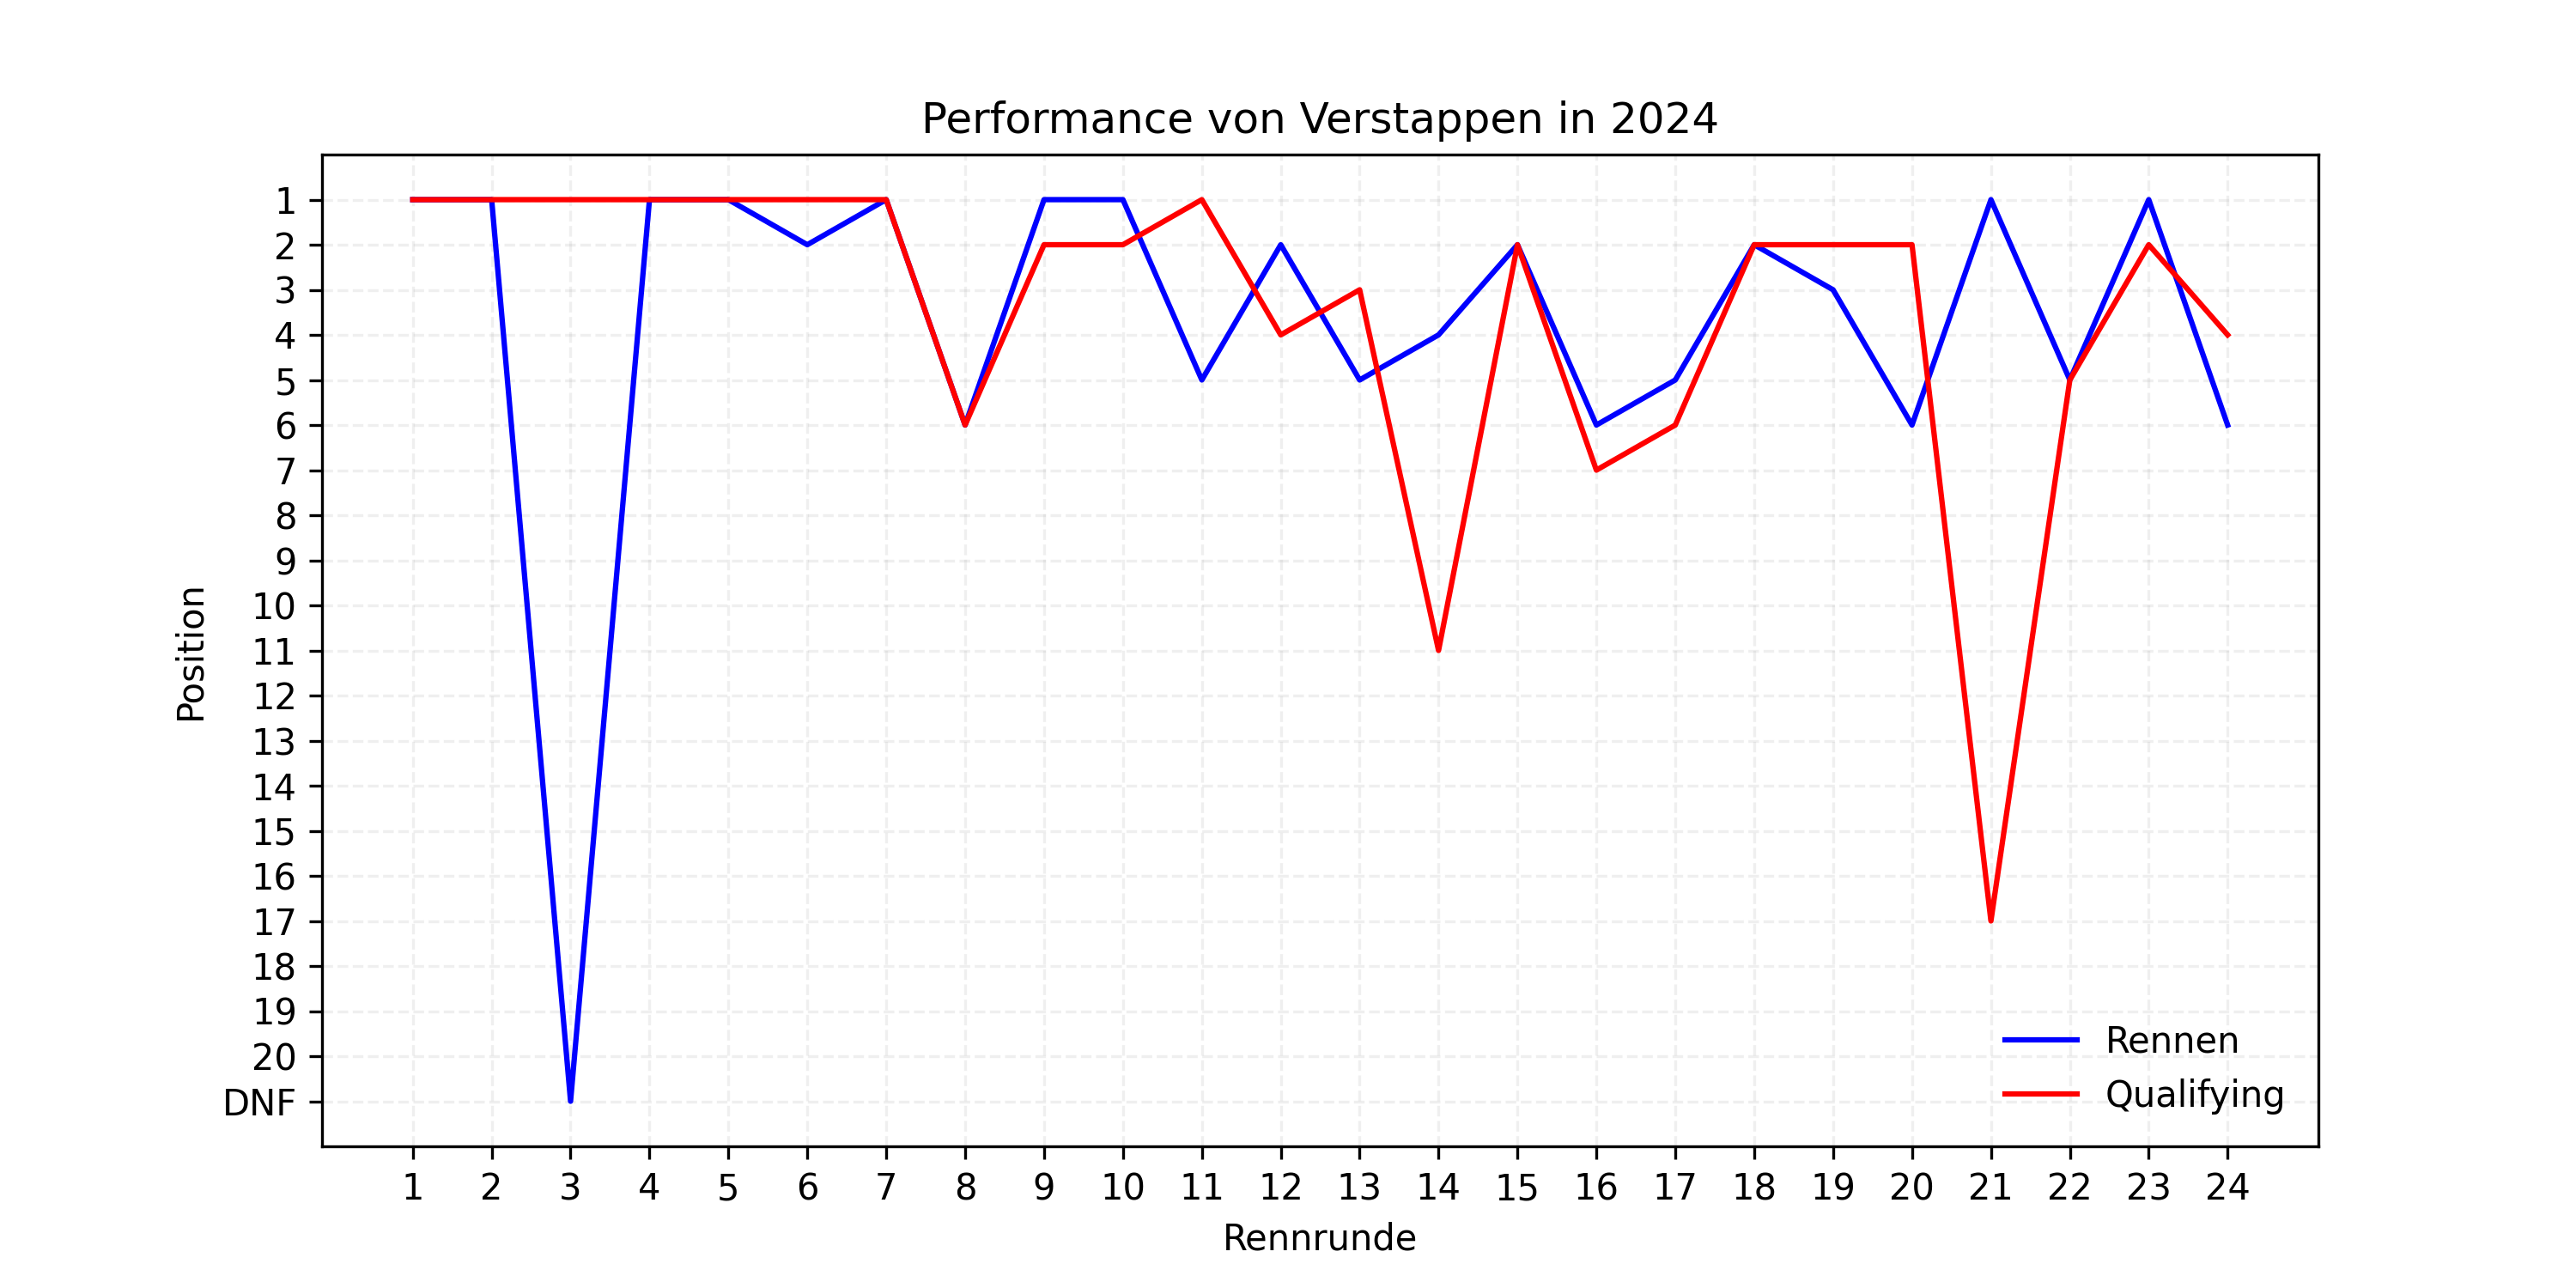 Performance von Verstappen in 2024
Position
1
2
3
4
5
6
7
8
9
10
11
12
13
14
15
16
17
18
19
20
DNF
Rennen
Qualifying
1 2 3 4 5 6 7 8 9 10 11 12 13 14 15 16 17 18 19 20 21 22 23 24
Rennrunde